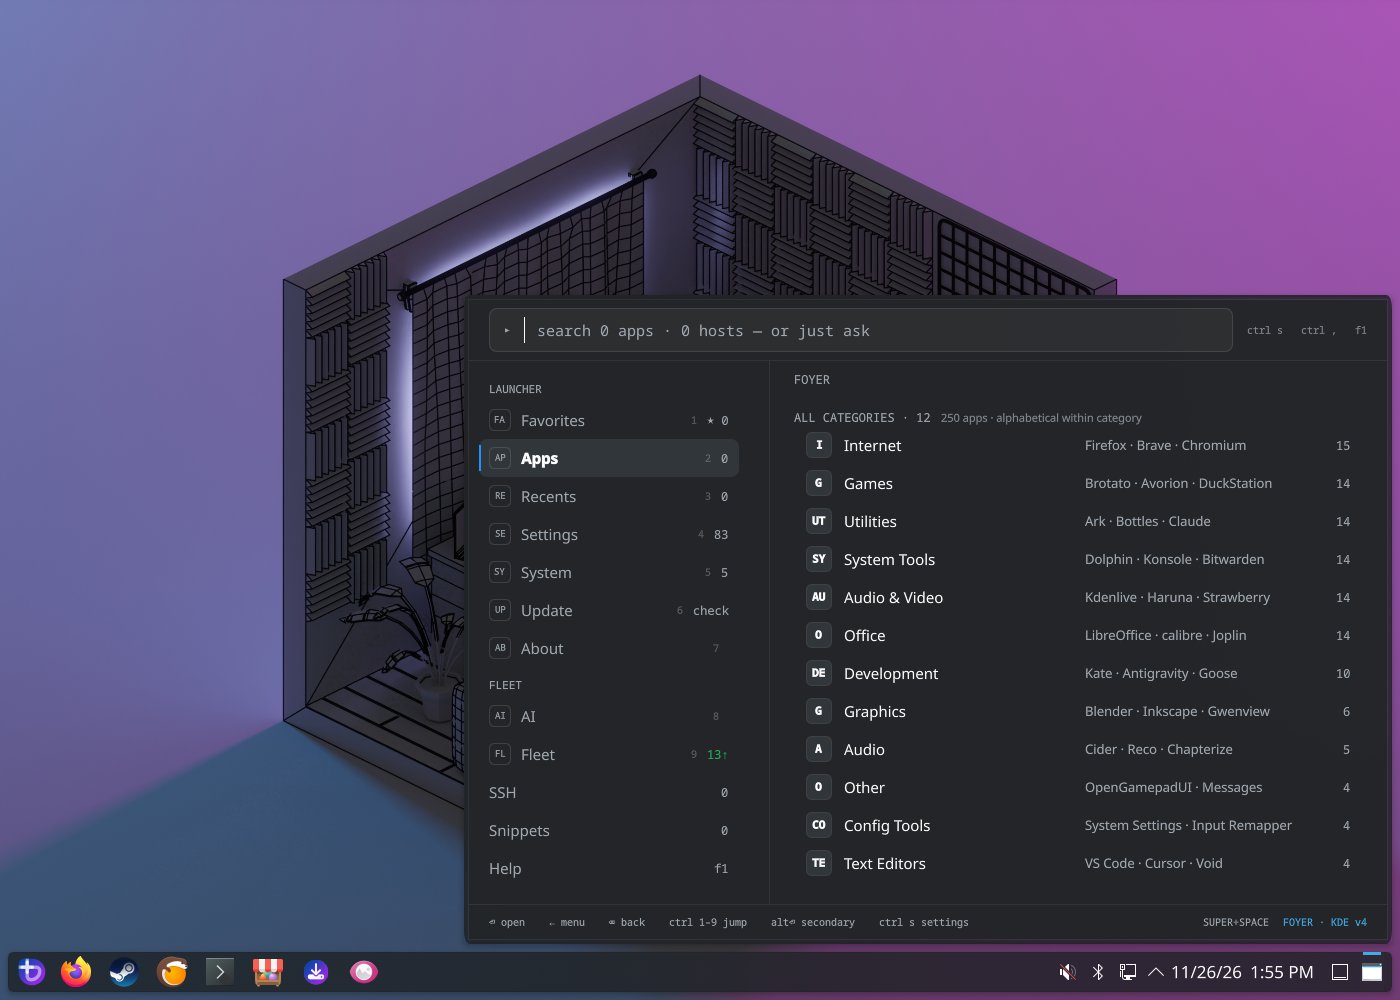 search 0 apps · 0 hosts — or just ask
ctrl s ctrl , f1
LAUNCHER
FA Favorites 1 ★ 0
AP Apps 2 0
RE Recents 3 0
SE Settings 4 83
SY System 5 5
UP Update 6 check
AB About 7
FLEET
AI AI 8
FL Fleet 9 13↑
SSH 0
Snippets 0
Help f1
FOYER
ALL CATEGORIES · 12 250 apps · alphabetical within category
I Internet Firefox · Brave · Chromium 15
G Games Brotato · Avorion · DuckStation 14
UT Utilities Ark · Bottles · Claude 14
SY System Tools Dolphin · Konsole · Bitwarden 14
AU Audio & Video Kdenlive · Haruna · Strawberry 14
O Office LibreOffice · calibre · Joplin 14
DE Development Kate · Antigravity · Goose 10
G Graphics Blender · Inkscape · Gwenview 6
A Audio Cider · Reco · Chapterize 5
O Other OpenGamepadUI · Messages 4
CO Config Tools System Settings · Input Remapper 4
TE Text Editors VS Code · Cursor · Void 4
⏎ open ← menu ⌫ back ctrl 1–9 jump alt⏎ secondary ctrl s settings
SUPER+SPACE FOYER · KDE v4
11/26/26 1:55 PM